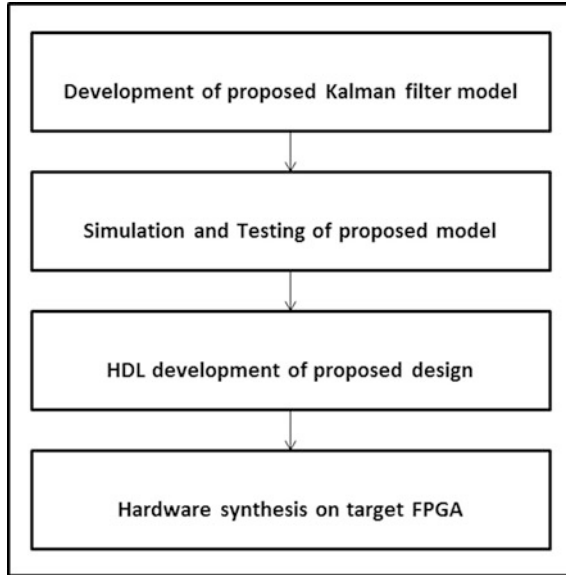 Development of proposed Kalman filter model
Simulation and Testing of proposed model
HDL development of proposed design
Hardware synthesis on target FPGA